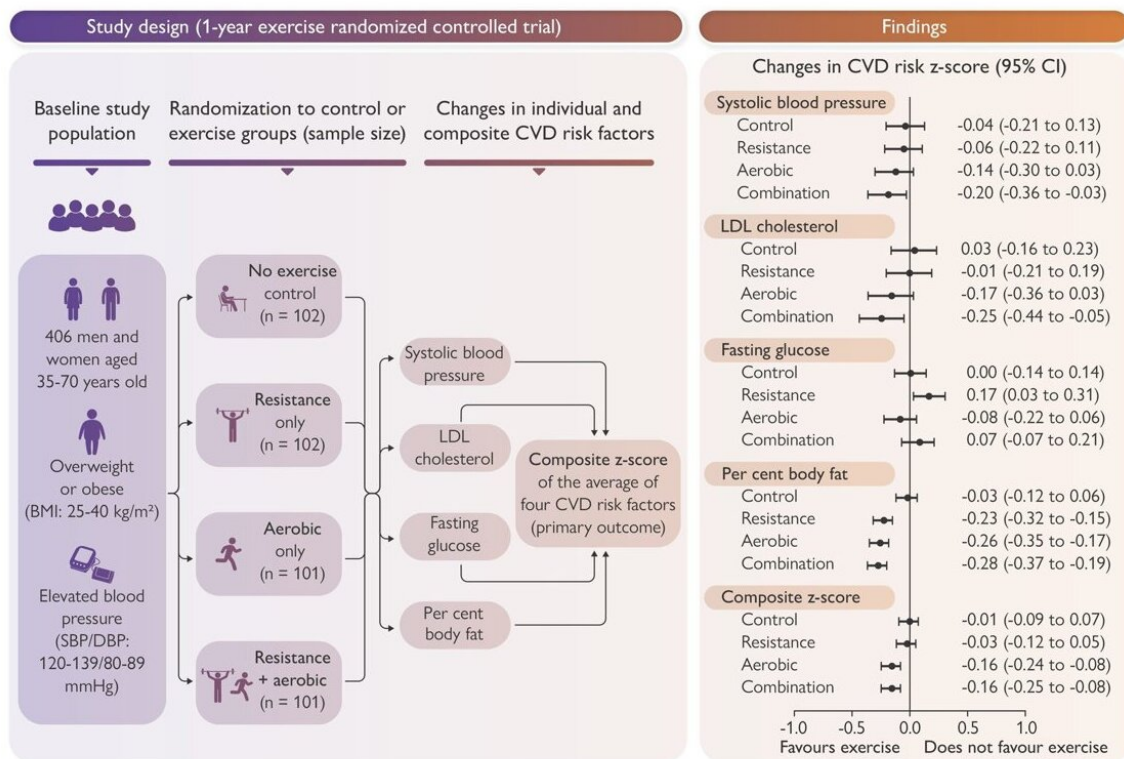 Study design (1-year exercise randomized controlled trial)
Baseline study
population
Randomization to control or
exercise groups (sample size)
Changes in individual and
composite CVD risk factors
406 men and
women aged
35-70 years old
Overweight
or obese
(BMI: 25-40 kg/m²)
Elevated blood
pressure
(SBP/DBP:
120-139/80-89
mmHg)
No exercise
control
(n = 102)
Resistance
only
(n = 102)
Aerobic
only
(n = 101)
Resistance
+ aerobic
(n = 101)
Systolic blood
pressure
LDL
cholesterol
Fasting
glucose
Per cent
body fat
Composite z-score
of the average of
four CVD risk factors
(primary outcome)
Findings
Changes in CVD risk z-score (95% CI)
Systolic blood pressure
Control -0.04 (-0.21 to 0.13)
Resistance -0.06 (-0.22 to 0.11)
Aerobic -0.14 (-0.30 to 0.03)
Combination -0.20 (-0.36 to -0.03)
LDL cholesterol
Control 0.03 (-0.16 to 0.23)
Resistance -0.01 (-0.21 to 0.19)
Aerobic -0.17 (-0.36 to 0.03)
Combination -0.25 (-0.44 to -0.05)
Fasting glucose
Control 0.00 (-0.14 to 0.14)
Resistance 0.17 (0.03 to 0.31)
Aerobic -0.08 (-0.22 to 0.06)
Combination 0.07 (-0.07 to 0.21)
Per cent body fat
Control -0.03 (-0.12 to 0.06)
Resistance -0.23 (-0.32 to -0.15)
Aerobic -0.26 (-0.35 to -0.17)
Combination -0.28 (-0.37 to -0.19)
Composite z-score
Control -0.01 (-0.09 to 0.07)
Resistance -0.03 (-0.12 to 0.05)
Aerobic -0.16 (-0.24 to -0.08)
Combination -0.16 (-0.25 to -0.08)
-1.0 -0.5 0.0 0.5 1.0
Favours exercise Does not favour exercise